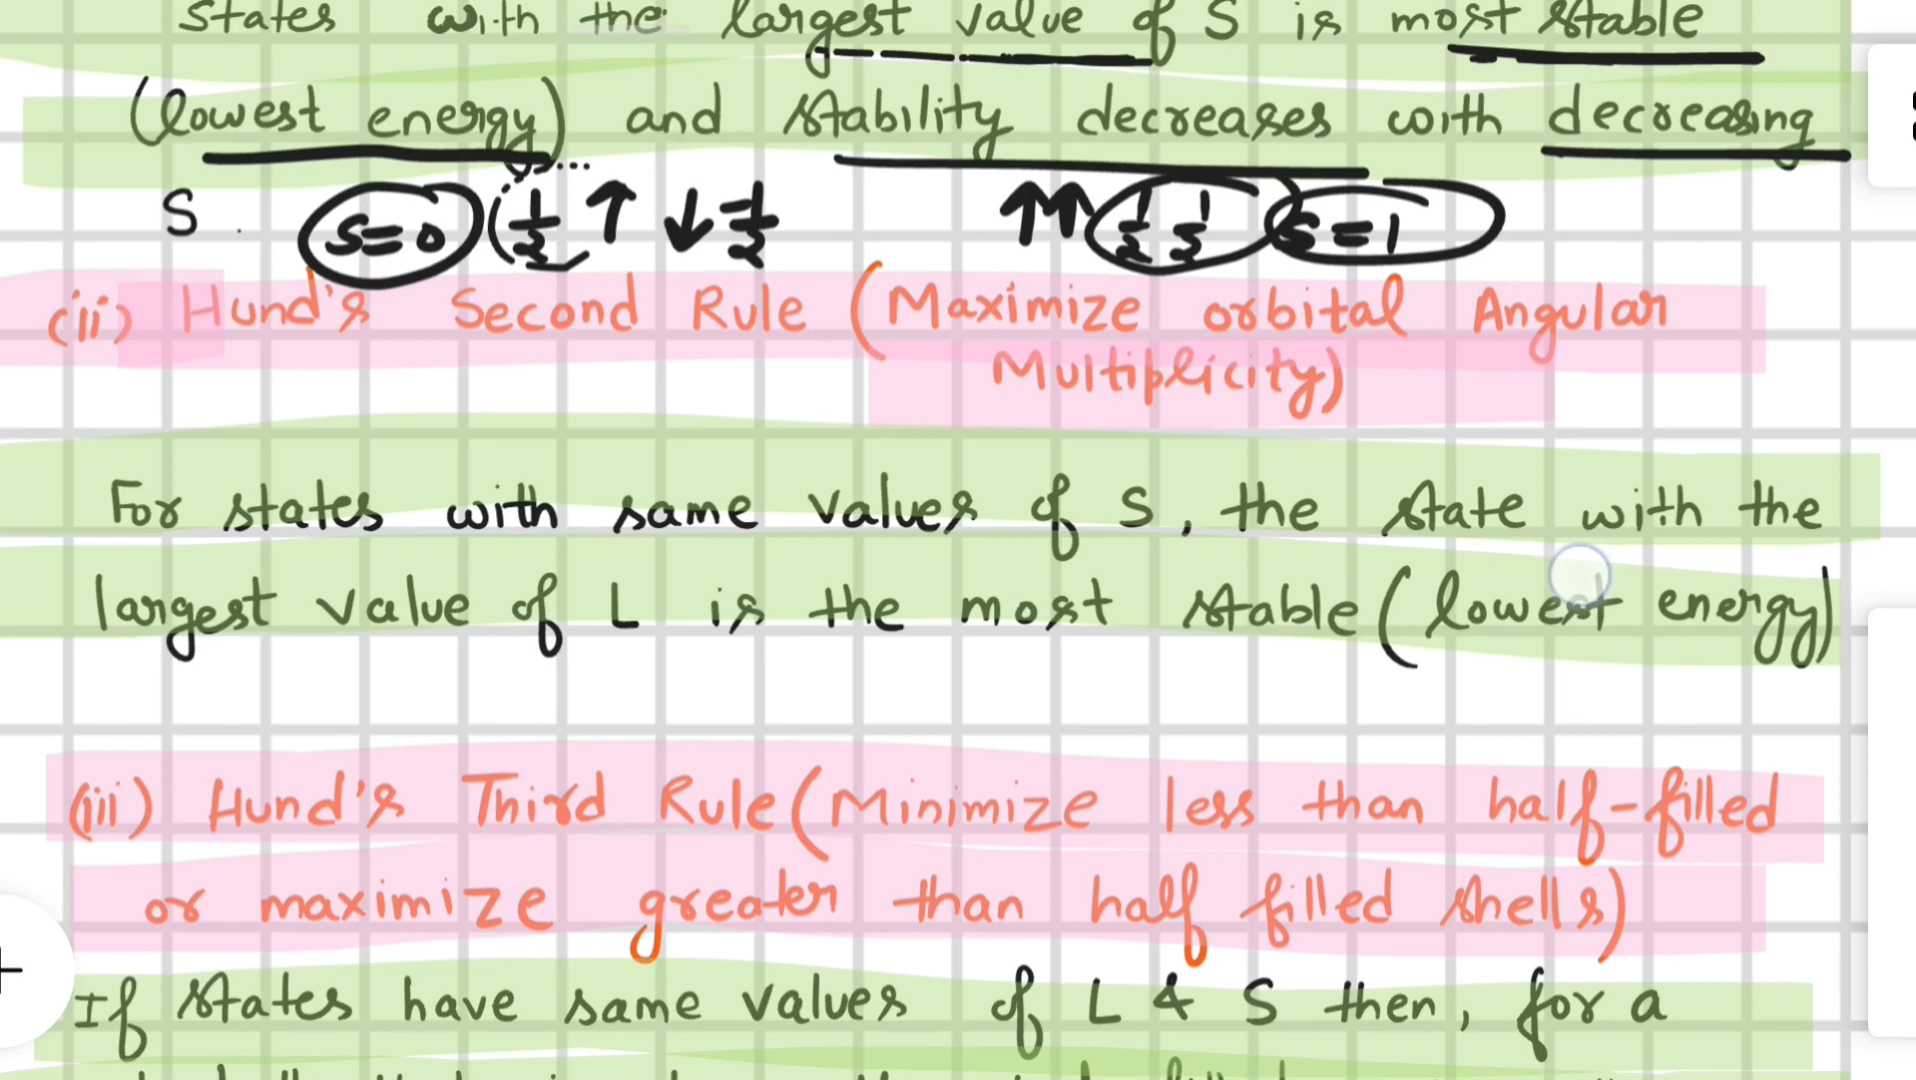 states with the largest value of S is most stable
(lowest energy) and stability decreases with decreasing
S. S=0 (1/2 ↑ ↓ -1/2 ↑↑ 1/2 1/2 S=1
(ii) Hund's Second Rule (Maximize orbital Angular
Multiplicity)
For states with same values of S, the state with the
largest value of L is the most stable (lowest energy)
(iii) Hund's Third Rule (Minimize less than half-filled
or maximize greater than half filled shells)
If states have same values of L & S then, for a